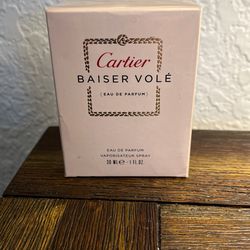 Cartier
BAISER VOLÉ
[ EAU DE PARFUM ]
EAU DE PARFUM
VAPORISATEUR SPRAY
30 ML ℮ - 1 FL.OZ.